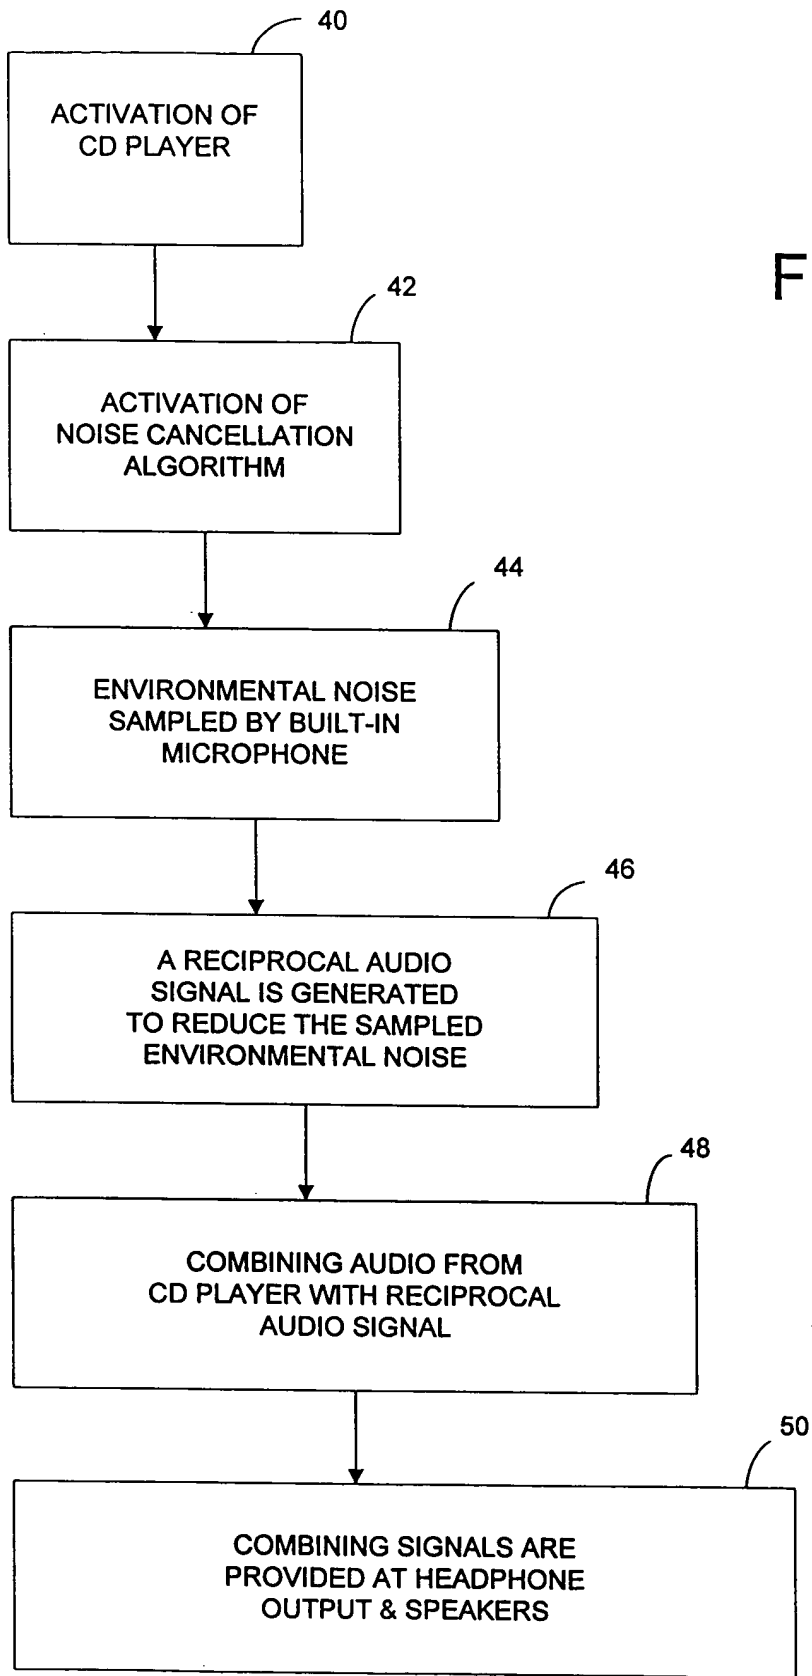 40
ACTIVATION OF
CD PLAYER
F
42
ACTIVATION OF
NOISE CANCELLATION
ALGORITHM
44
ENVIRONMENTAL NOISE
SAMPLED BY BUILT-IN
MICROPHONE
46
A RECIPROCAL AUDIO
SIGNAL IS GENERATED
TO REDUCE THE SAMPLED
ENVIRONMENTAL NOISE
48
COMBINING AUDIO FROM
CD PLAYER WITH RECIPROCAL
AUDIO SIGNAL
50
COMBINING SIGNALS ARE
PROVIDED AT HEADPHONE
OUTPUT & SPEAKERS